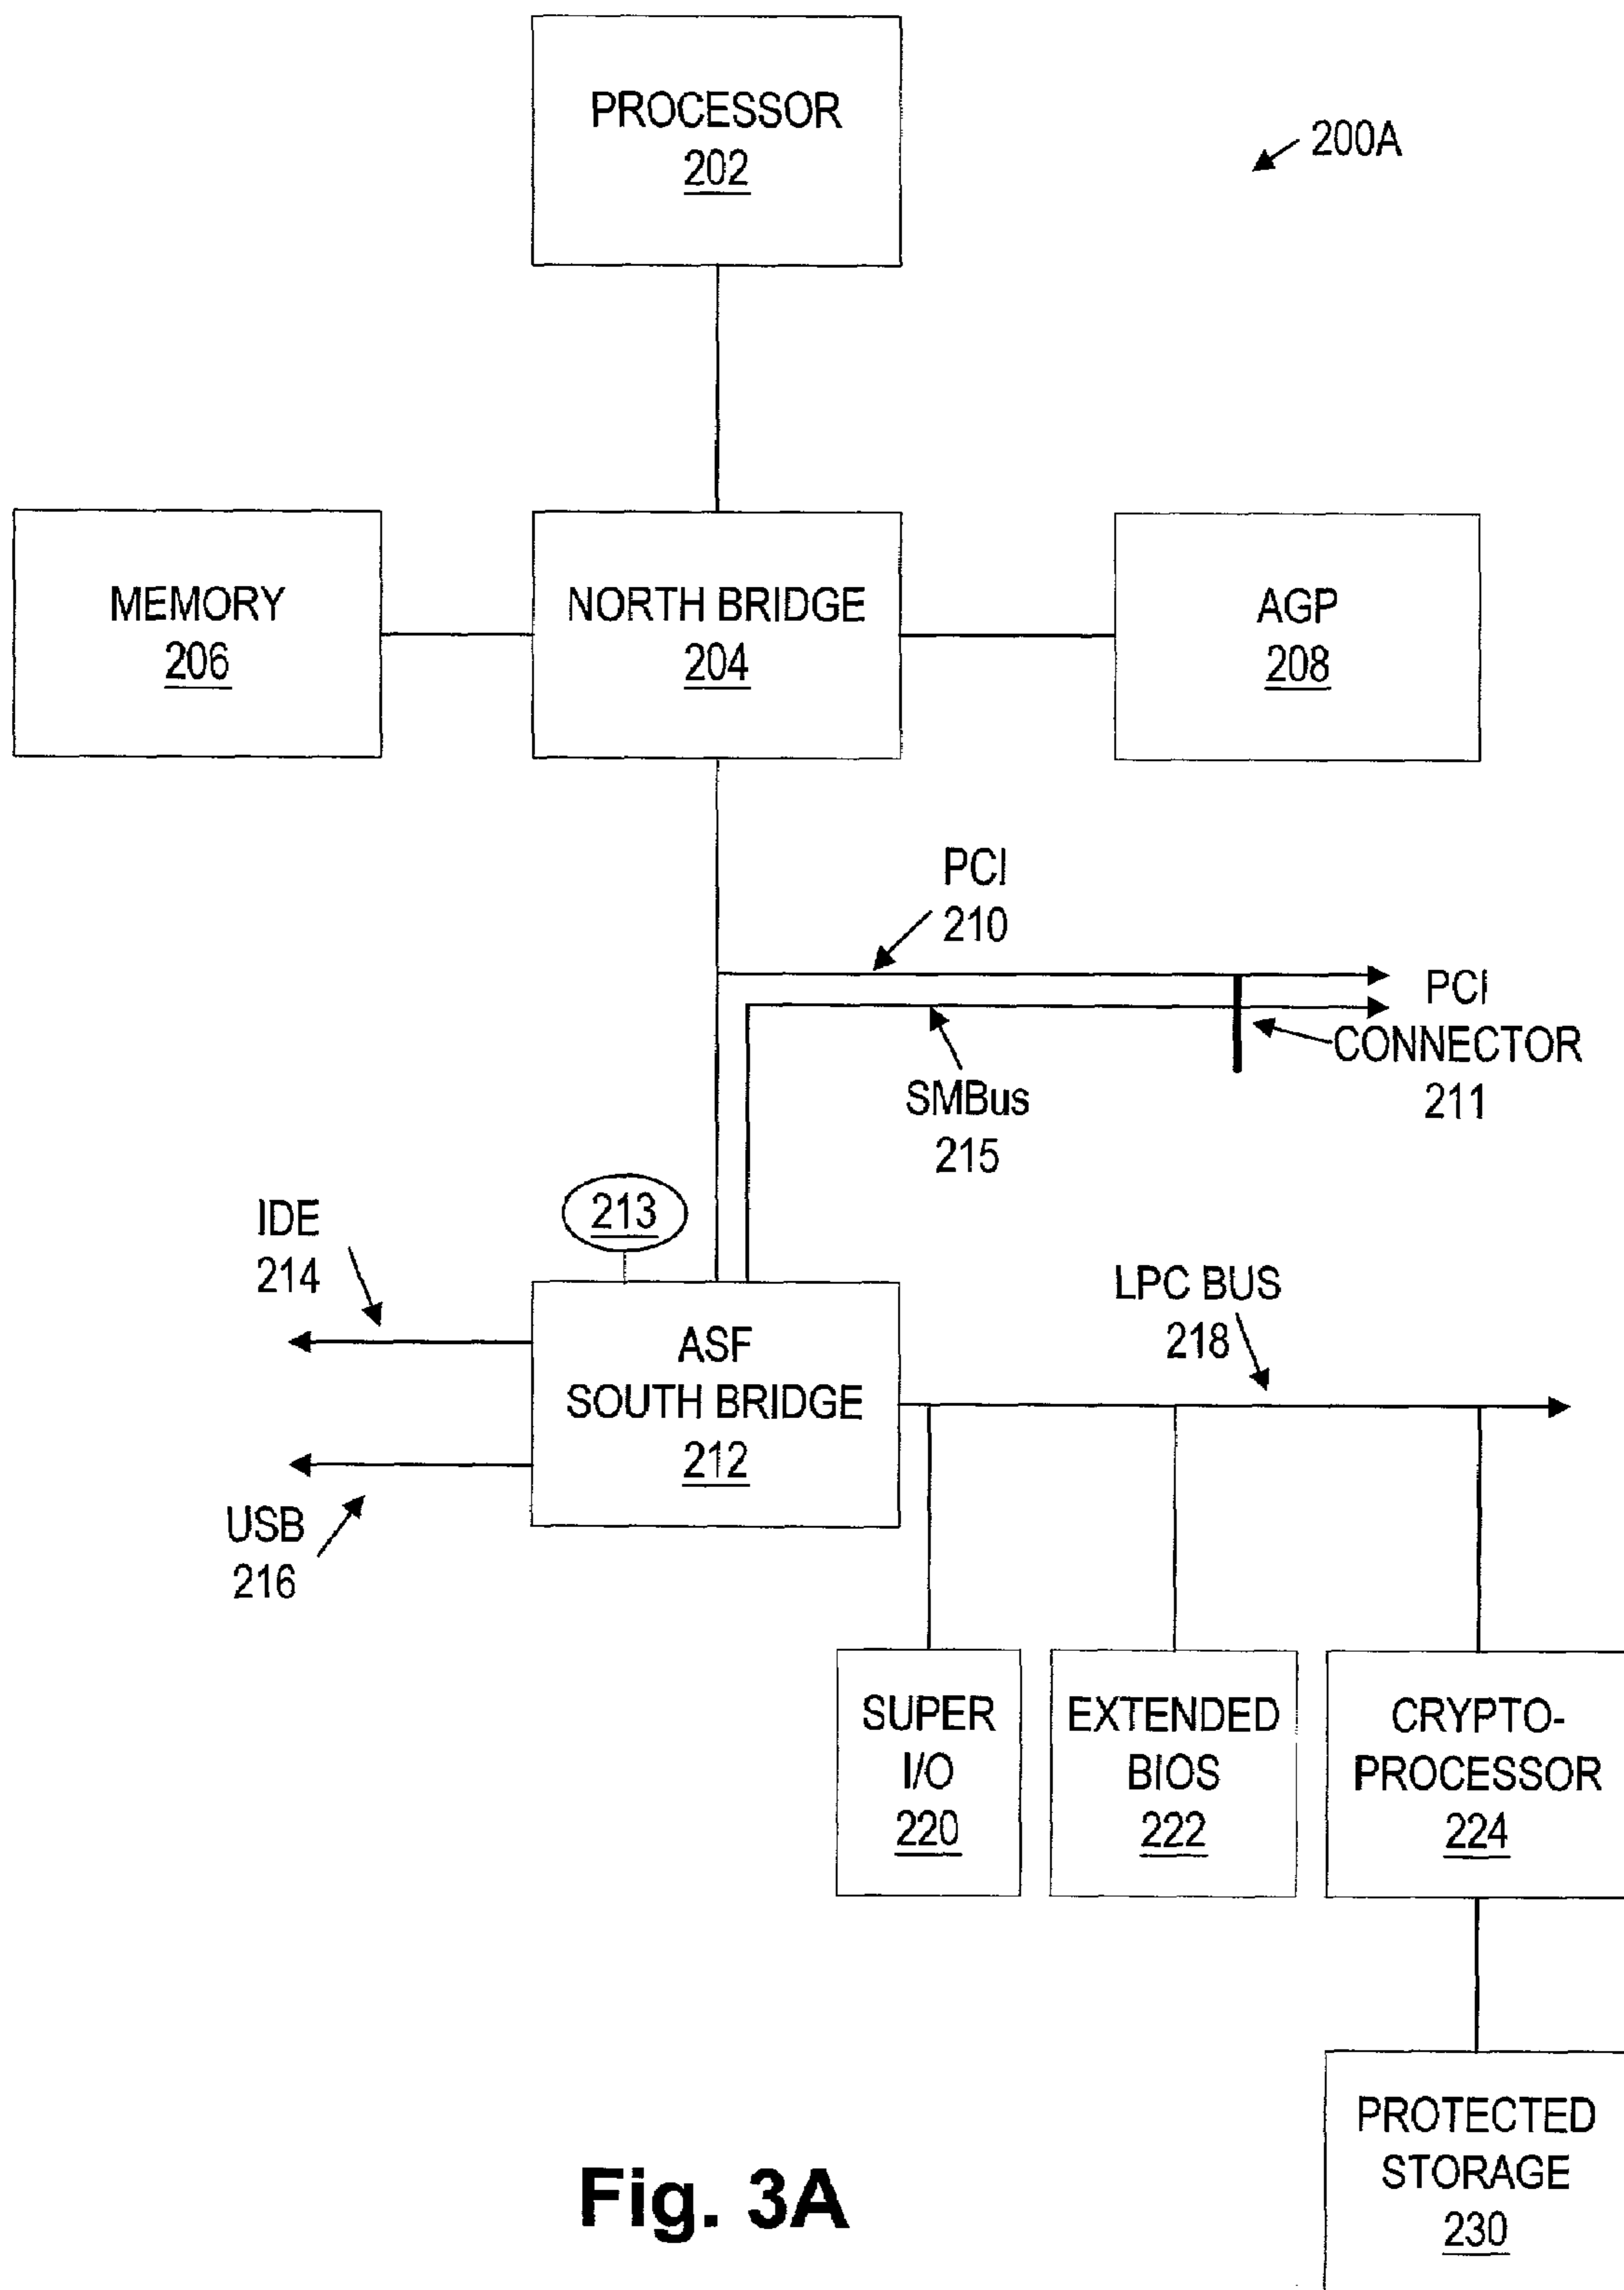 PROCESSOR
202
200A
MEMORY
206
NORTH BRIDGE
204
AGP
208
PCI
210
PCI
CONNECTOR
211
SMBus
215
213
IDE
214
LPC BUS
218
ASF
SOUTH BRIDGE
212
USB
216
SUPER
I/O
220
EXTENDED
BIOS
222
CRYPTO-
PROCESSOR
224
PROTECTED
STORAGE
230
Fig. 3A